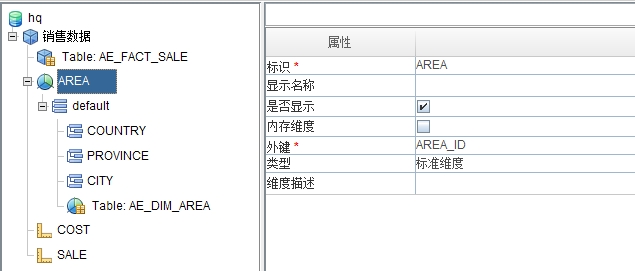 hq
销售数据
Table: AE_FACT_SALE
AREA
default
COUNTRY
PROVINCE
CITY
Table: AE_DIM_AREA
COST
SALE
属性
标识 * AREA
显示名称
是否显示
内存维度
外键 * AREA_ID
类型 标准维度
维度描述